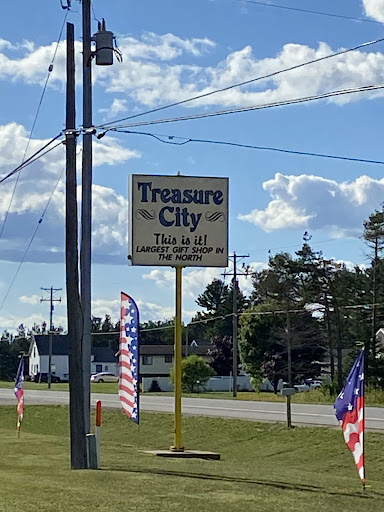 Treasure
City
This is it!
LARGEST GIFT SHOP IN
THE NORTH